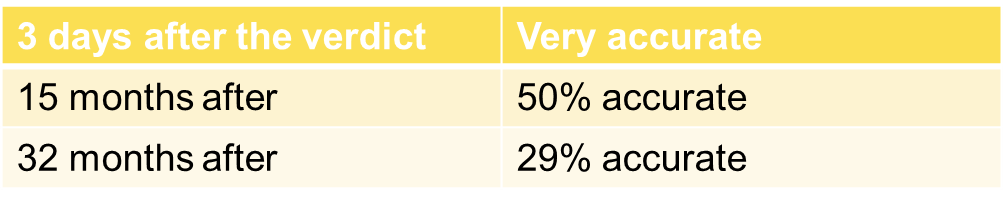 3 days after the verdict Very accurate
15 months after 50% accurate
32 months after 29% accurate